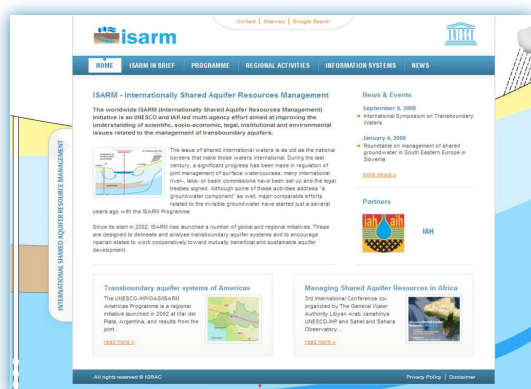 Contact | Sitemap | Google Search
isarm
HOME
ISARM IN BRIEF
PROGRAMME
REGIONAL ACTIVITIES
INFORMATION SYSTEMS
NEWS
ISARM - Internationally Shared Aquifer Resources Management
The worldwide ISARM (Internationally Shared Aquifer Resources Management)
Initiative is an UNESCO and IAH led multi-agency effort aimed at improving the
understanding of scientific, socio-economic, legal, institutional and environmental
issues related to the management of transboundary aquifers.
The issue of shared international waters is as old as the national
borders that make those waters international. During the last
century, a significant progress has been made in regulation of
joint management of surface watercourses; many international
river-, lake- or basin commissions have been set up and the legal
treaties signed. Although some of these activities address "a
groundwater component" as well, major comparable efforts
related to the invisible groundwater have started just a several
years ago with the ISARM Programme.
Since its start in 2002, ISARM has launched a number of global and regional initiatives. These
are designed to delineate and analyse transboundary aquifer systems and to encourage
riparian states to work cooperatively toward mutually beneficial and sustainable aquifer
development.
News & Events
September 9, 2008
International Symposium on Transboundary
Waters
January 4, 2008
Roundtable on management of shared
groundwater in South Eastern Europe in
Slovenia
more news »
Partners
iah aih
IAH
INTERNATIONAL SHARED AQUIFER RESOURCE MANAGEMENT
Transboundary aquifer systems of Americas
The UNESCO-IHP/OAS/ISARM
Americas Programme is a regional
initiative launched in 2002 at Mar del
Plata, Argentina, and results from the
joint...
read more »
Managing Shared Aquifer Resources in Africa
3rd International Conference co-
organized by The General Water
Authority Libyan Arab Jamahirya
UNESCO-IHP and Sahel and Sahara
Observatory...
read more »
All rights reserved © IGRAC
Privacy Policy | Disclaimer